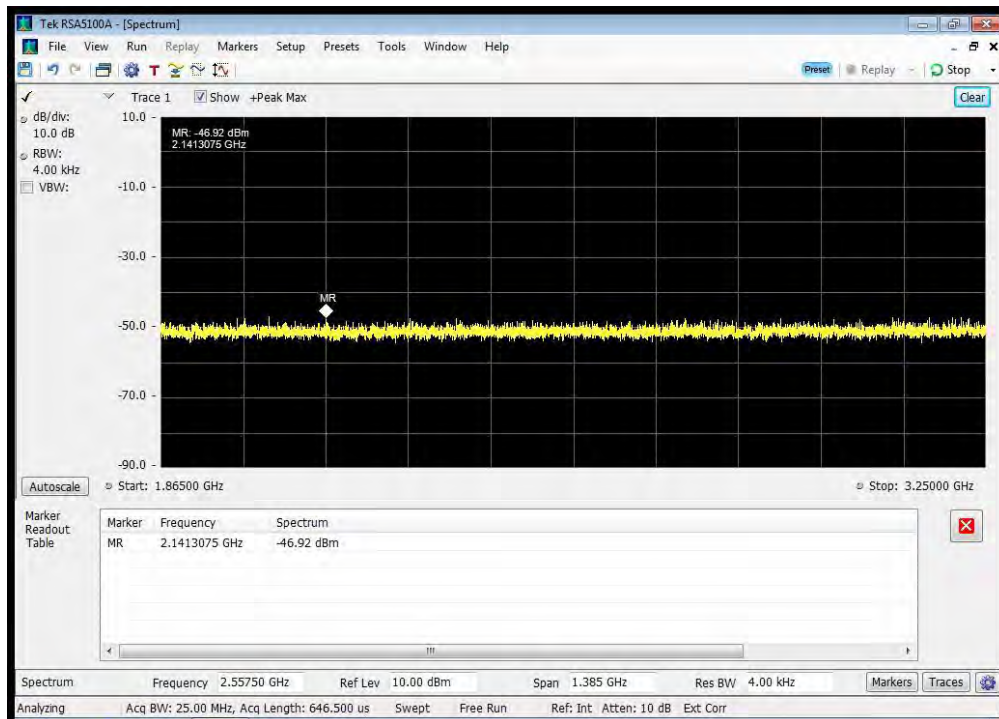 Tek RSA5100A - [Spectrum]
File View Run Replay Markers Setup Presets Tools Window Help
Preset Replay Stop
Trace 1 Show +Peak Max Clear
dB/div:
10.0 dB
RBW:
4.00 kHz
VBW:
10.0
-10.0
-30.0
-50.0
-70.0
-90.0
MR: -46.92 dBm
2.1413075 GHz
MR
Autoscale Start: 1.86500 GHz Stop: 3.25000 GHz
Marker
Readout
Table
Marker Frequency Spectrum
MR 2.1413075 GHz -46.92 dBm
Spectrum Frequency 2.55750 GHz Ref Lev 10.00 dBm Span 1.385 GHz Res BW 4.00 kHz Markers Traces
Analyzing Acq BW: 25.00 MHz, Acq Length: 646.500 us Swept Free Run Ref: Int Atten: 10 dB Ext Corr